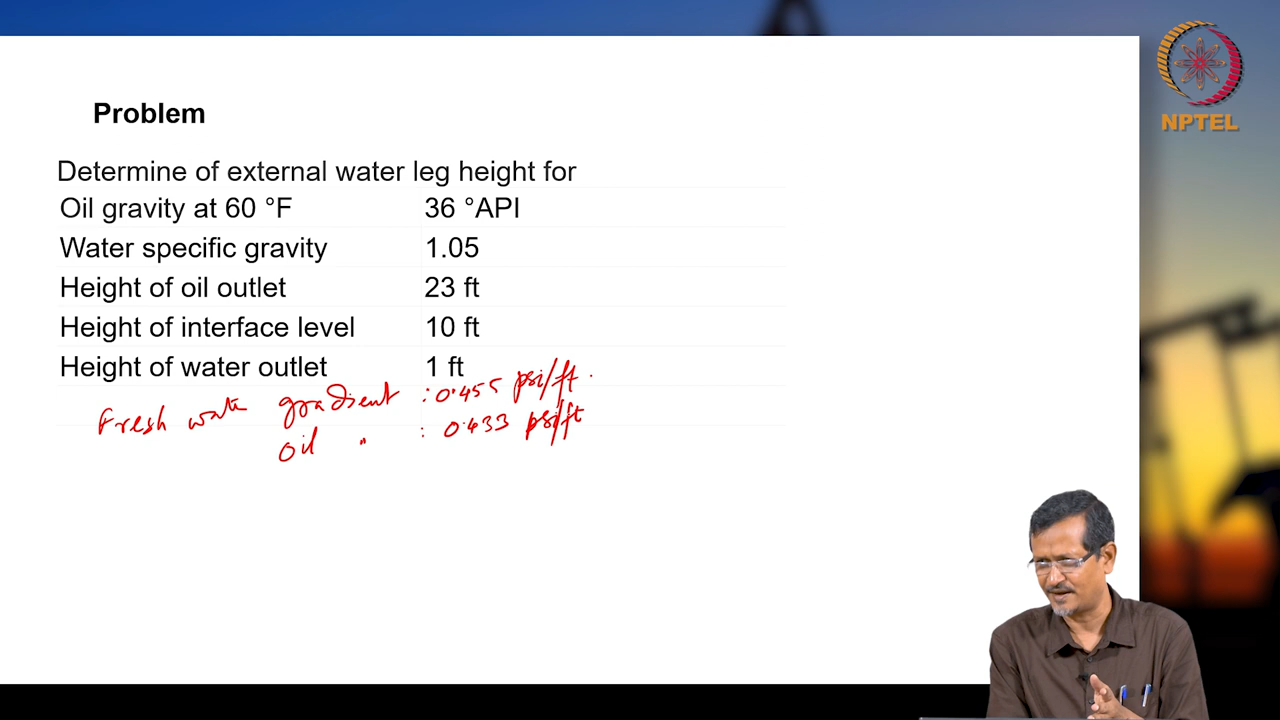 NPTEL
Problem
Determine of external water leg height for
Oil gravity at 60 °F 36 °API
Water specific gravity 1.05
Height of oil outlet 23 ft
Height of interface level 10 ft
Height of water outlet 1 ft
Fresh water gradient : 0.455 psi/ft.
Oil " : 0.433 psi/ft